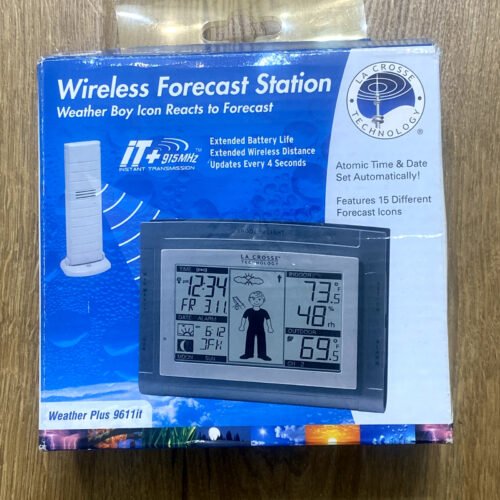 Wireless Forecast Station
Weather Boy Icon Reacts to Forecast
LA CROSSE
TECHNOLOGY®
IT+ 915MHZ™
INSTANT TRANSMISSION
Extended Battery Life
Extended Wireless Distance
Updates Every 4 Seconds
Atomic Time & Date
Set Automatically!
Features 15 Different
Forecast Icons
LA CROSSE
TECHNOLOGY
TIME
12:34
FR 3.11
DATE ALARM
6:12
MOON SUN
INDOOR
73.5 °F
48 % rh
OUTDOOR
69.5 °F
Weather Plus 9611it